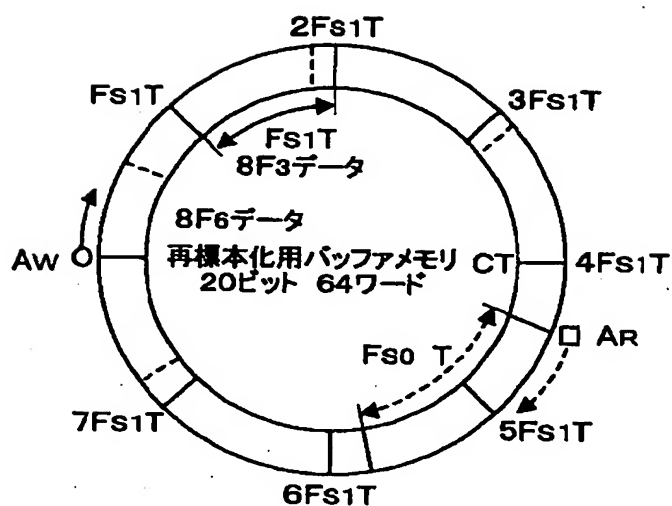 2FS1T
FS1T
3FS1T
FS1T
8F3データ
8F6データ
AW
再標本化用バッファメモリ
CT
4FS1T
20ビット 64ワード
AR
FS0 T
7FS1T
5FS1T
6FS1T